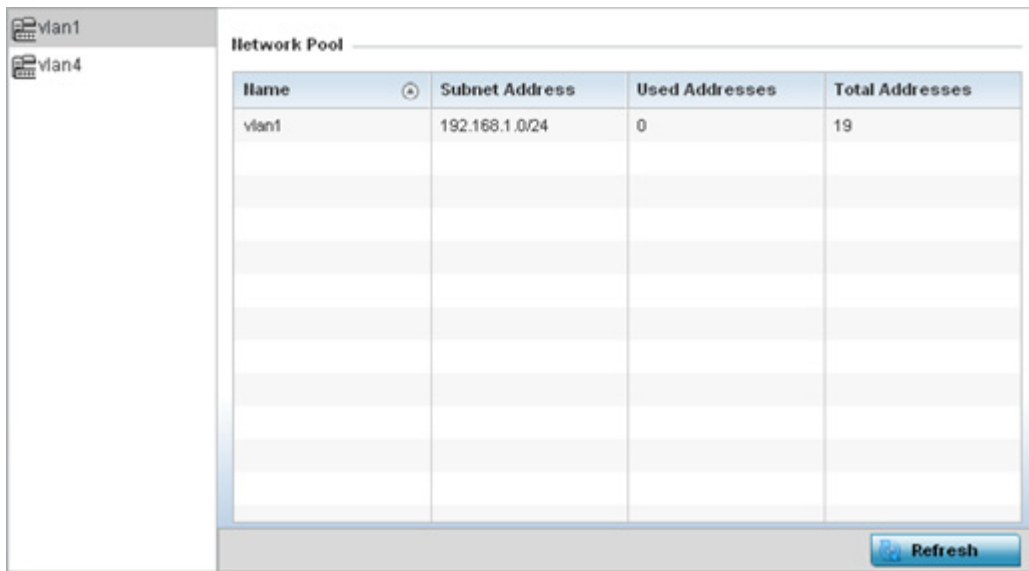 vlan1
vlan4
Network Pool
Name Subnet Address Used Addresses Total Addresses
vlan1 192.168.1.0/24 0 19
Refresh